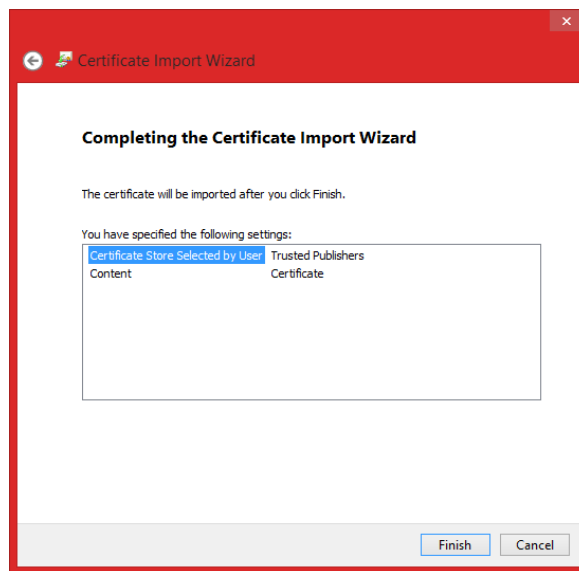 Certificate Import Wizard
Completing the Certificate Import Wizard
The certificate will be imported after you click Finish.
You have specified the following settings:
Certificate Store Selected by User Trusted Publishers
Content Certificate
Finish Cancel